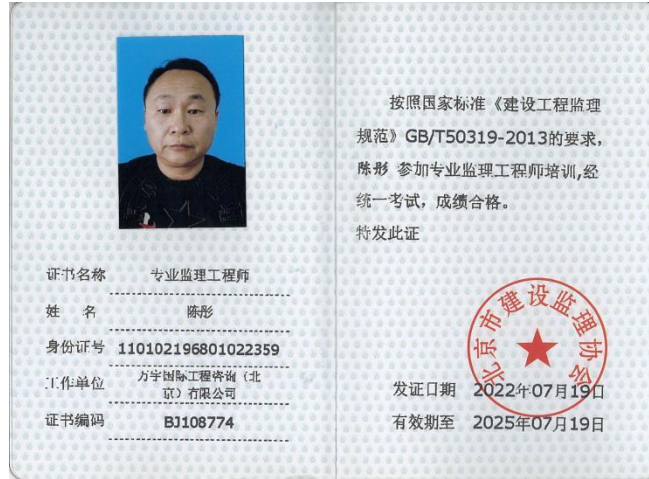 证书名称 专业监理工程师
姓 名 陈彤
身份证号 110102196801022359
工作单位 万宇国际工程咨询（北
京）有限公司
证书编码 BJ108774
按照国家标准《建设工程监理
规范》GB/T50319-2013的要求，
陈彤 参加专业监理工程师培训,经
统一考试，成绩合格。
特发此证
北京市建设监理协会
发证日期 2022年07月19日
有效期至 2025年07月19日